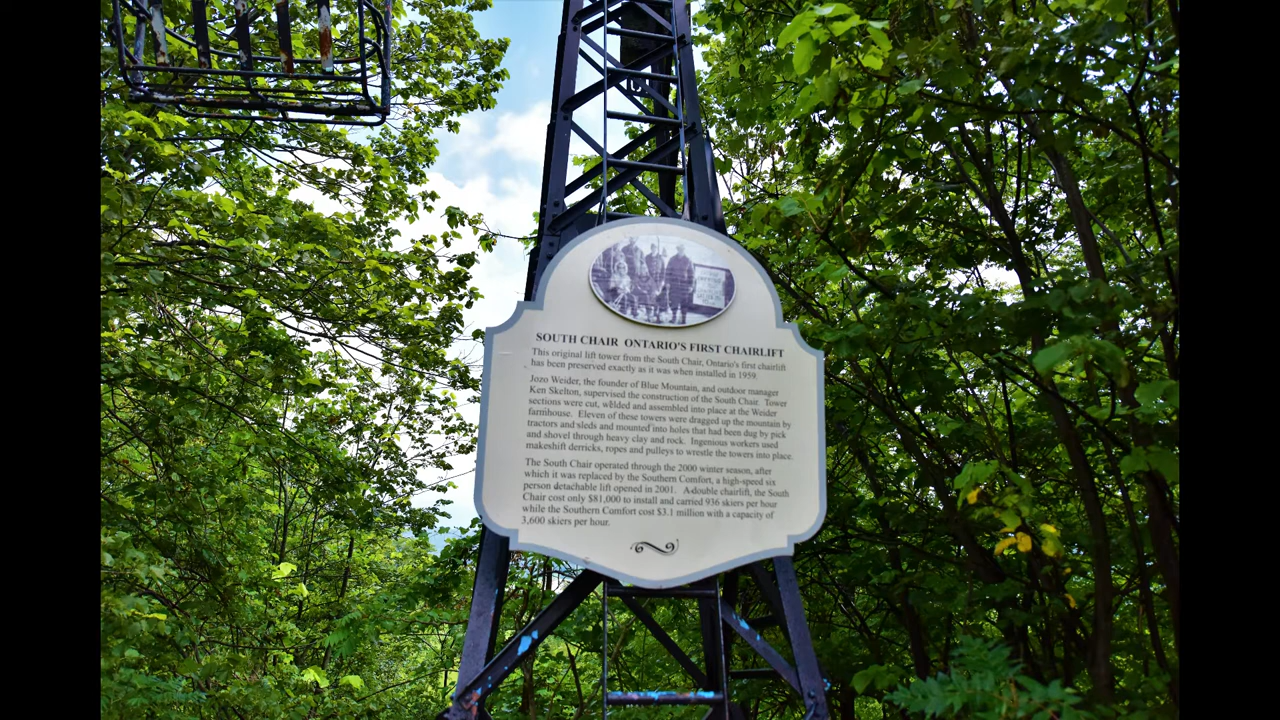 SOUTH CHAIR ONTARIO'S FIRST CHAIRLIFT
This original lift tower from the South Chair, Ontario's first chairlift
has been preserved exactly as it was when installed in 1959.
Jozo Weider, the founder of Blue Mountain, and outdoor manager
Ken Skelton, supervised the construction of the South Chair. Tower
sections were cut, welded and assembled into place at the Weider
farmhouse. Eleven of these towers were dragged up the mountain by
tractors and sleds and mounted into holes that had been dug by pick
and shovel through heavy clay and rock. Ingenious workers used
makeshift derricks, ropes and pulleys to wrestle the towers into place.
The South Chair operated through the 2000 winter season, after
which it was replaced by the Southern Comfort, a high-speed six
person detachable lift opened in 2001. A double chairlift, the South
Chair cost only $81,000 to install and carried 936 skiers per hour
while the Southern Comfort cost $3.1 million with a capacity of
3,600 skiers per hour.